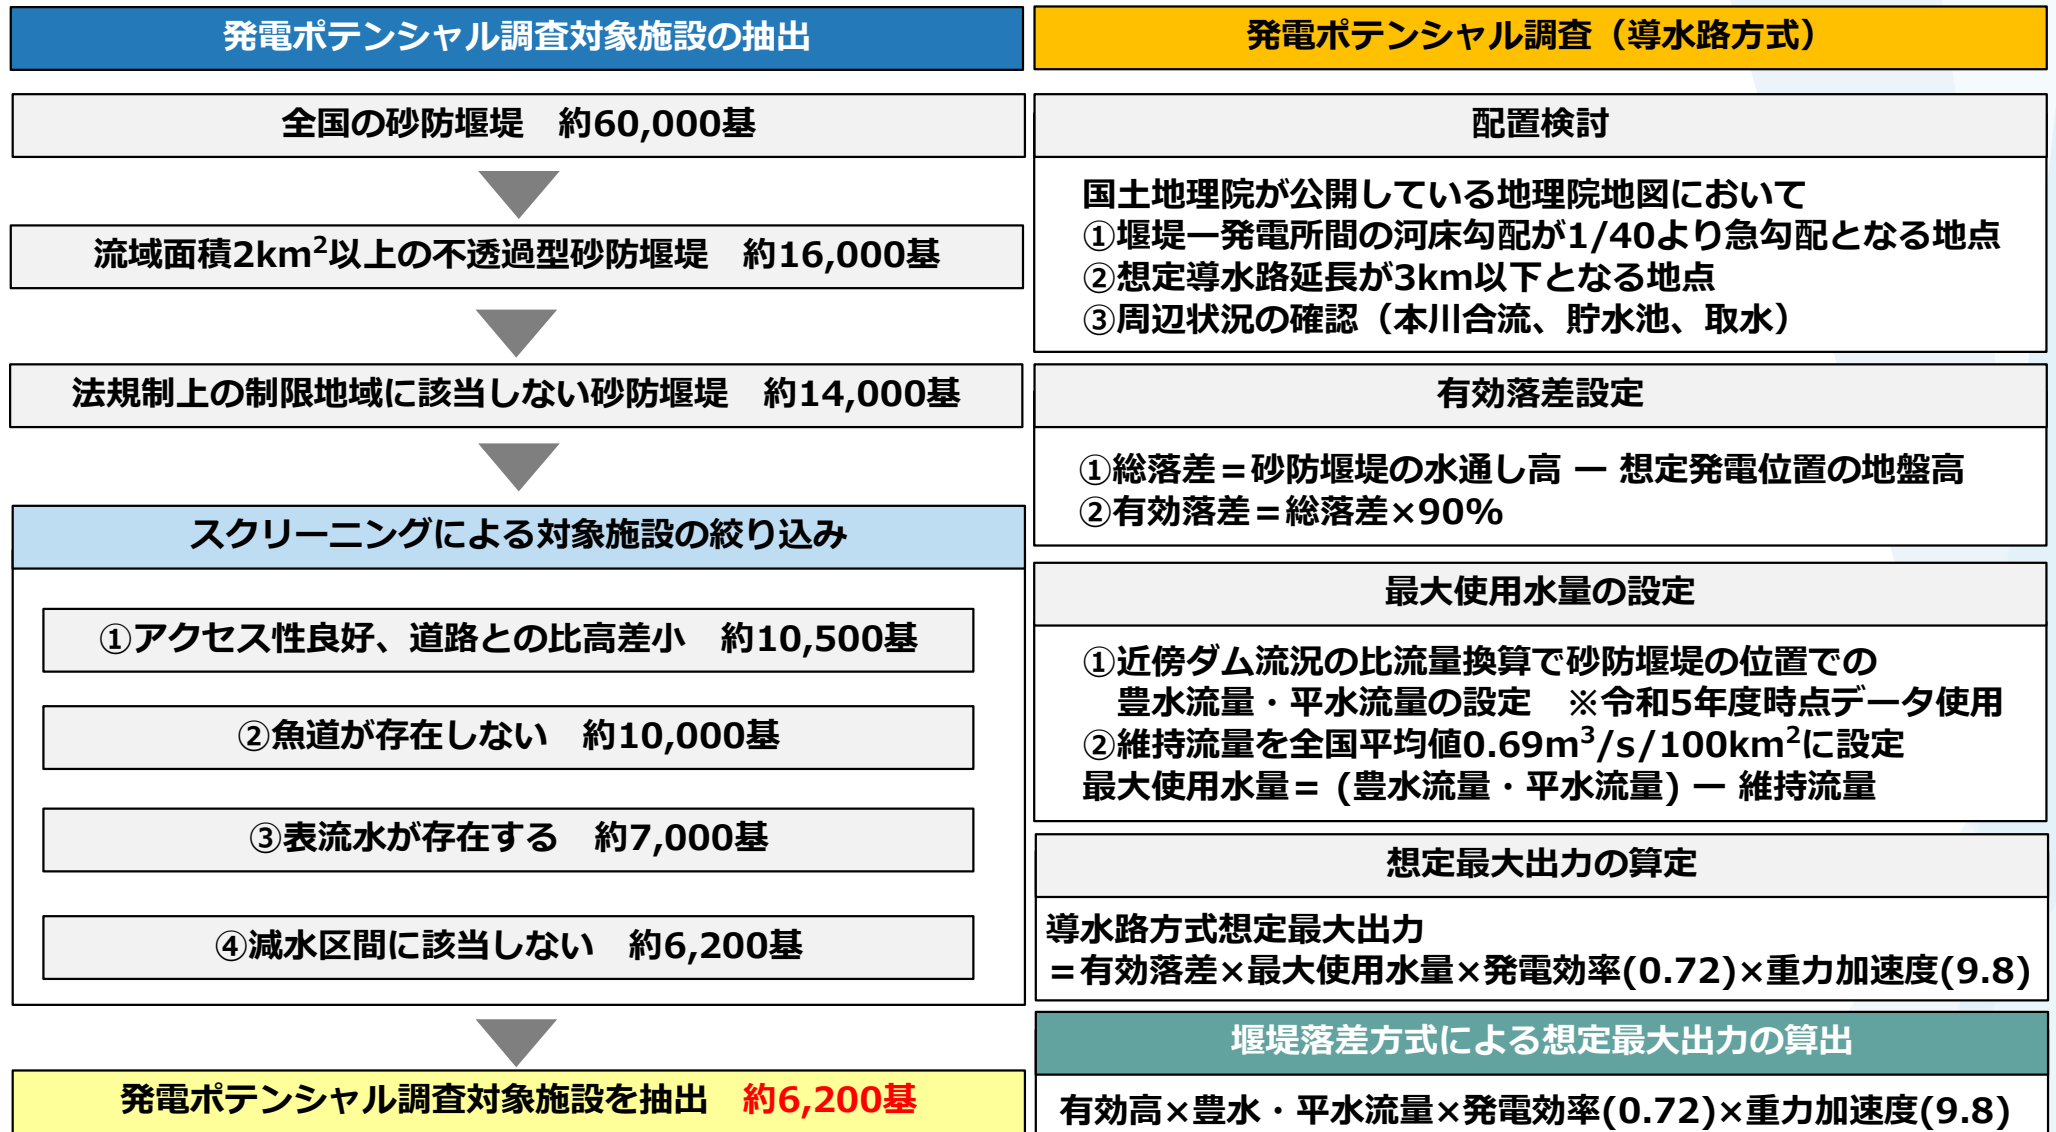 発電ポテンシャル調査対象施設の抽出
全国の砂防堰堤　約60,000基
流域面積2km²以上の不透過型砂防堰堤　約16,000基
法規制上の制限地域に該当しない砂防堰堤　約14,000基
スクリーニングによる対象施設の絞り込み
①アクセス性良好、道路との比高差小　約10,500基
②魚道が存在しない　約10,000基
③表流水が存在する　約7,000基
④減水区間に該当しない　約6,200基
発電ポテンシャル調査対象施設を抽出　約6,200基
発電ポテンシャル調査（導水路方式）
配置検討
国土地理院が公開している地理院地図において
①堰堤ー発電所間の河床勾配が1/40より急勾配となる地点
②想定導水路延長が3km以下となる地点
③周辺状況の確認（本川合流、貯水池、取水）
有効落差設定
①総落差＝砂防堰堤の水通し高 ー 想定発電位置の地盤高
②有効落差＝総落差×90%
最大使用水量の設定
①近傍ダム流況の比流量換算で砂防堰堤の位置での
豊水流量・平水流量の設定　※令和5年度時点データ使用
②維持流量を全国平均値0.69m³/s/100km²に設定
最大使用水量＝ (豊水流量・平水流量) ー 維持流量
想定最大出力の算定
導水路方式想定最大出力
＝有効落差×最大使用水量×発電効率(0.72)×重力加速度(9.8)
堰堤落差方式による想定最大出力の算出
有効高×豊水・平水流量×発電効率(0.72)×重力加速度(9.8)